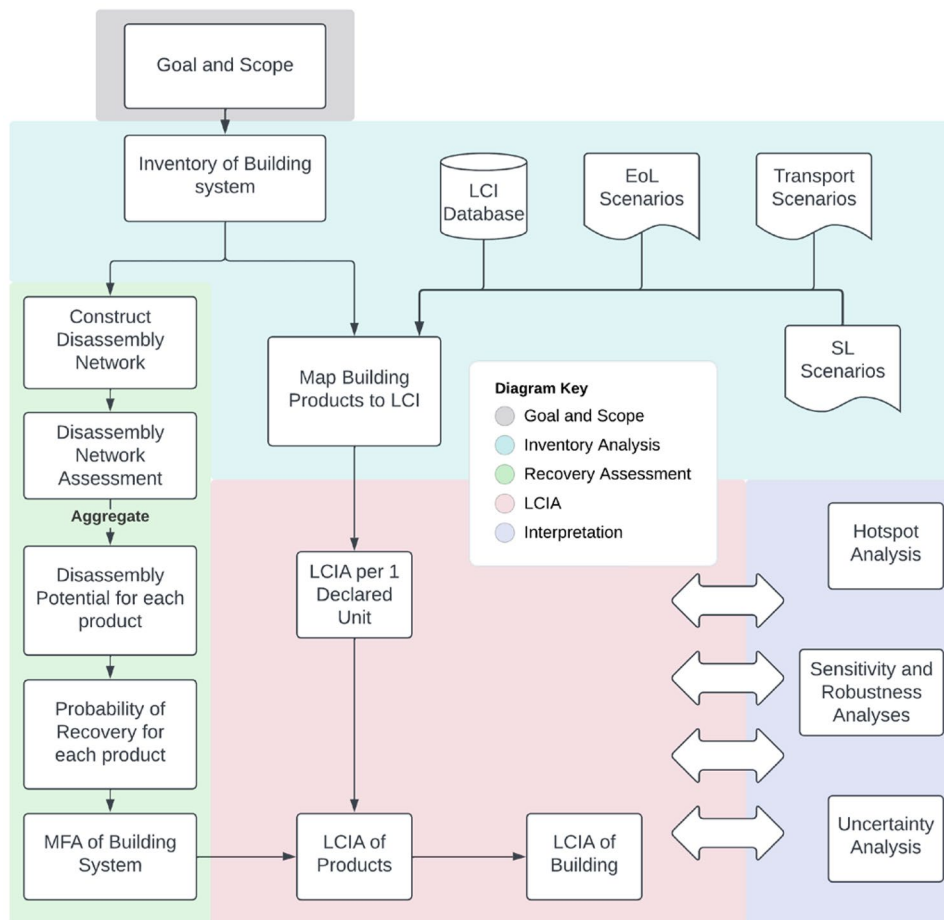 Goal and Scope
Inventory of Building
system
LCI
Database
EoL
Scenarios
Transport
Scenarios
SL
Scenarios
Construct
Disassembly
Network
Map Building
Products to LCI
Disassembly
Network
Assessment
Aggregate
Disassembly
Potential for each
product
Probability of
Recovery for
each product
MFA of Building
System
LCIA per 1
Declared
Unit
LCIA of
Products
LCIA of
Building
Diagram Key
Goal and Scope
Inventory Analysis
Recovery Assessment
LCIA
Interpretation
Hotspot
Analysis
Sensitivity and
Robustness
Analyses
Uncertainty
Analysis